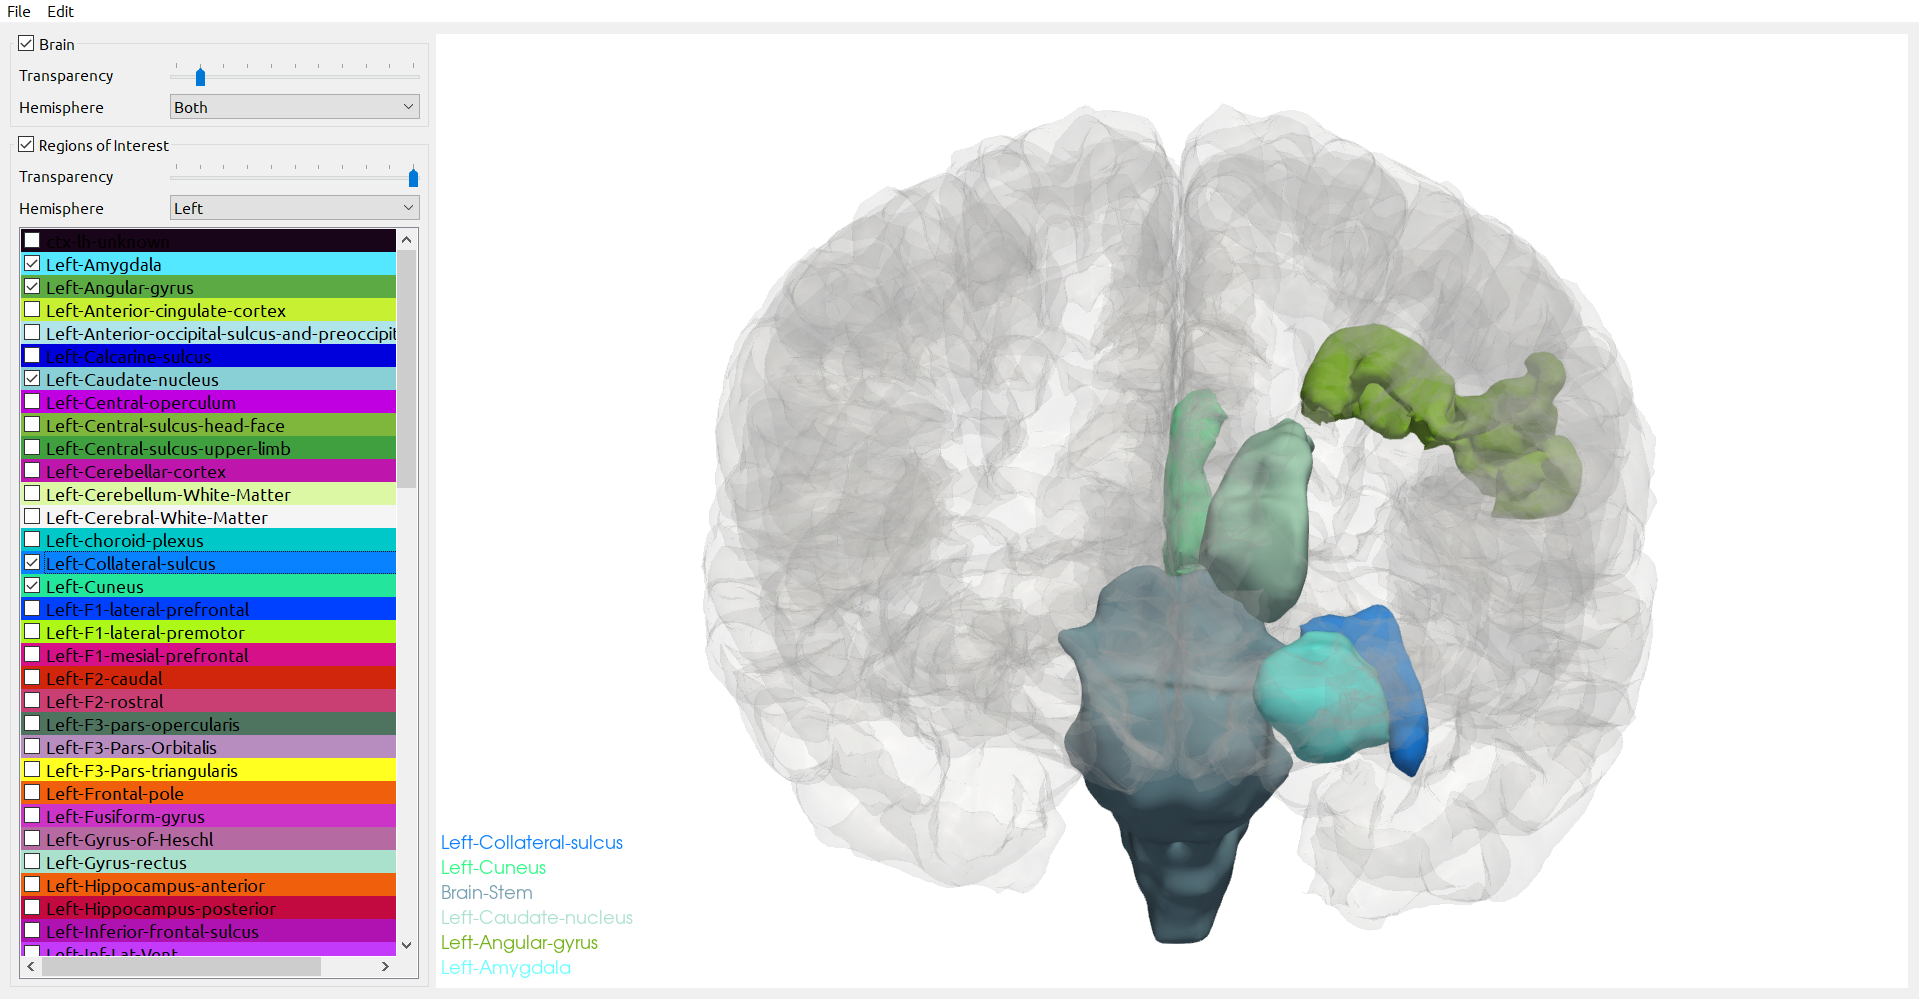 File Edit
Brain
Transparency
Hemisphere Both
Regions of Interest
Transparency
Hemisphere Left
ctx-lh-unknown
Left-Amygdala
Left-Angular-gyrus
Left-Anterior-cingulate-cortex
Left-Anterior-occipital-sulcus-and-preoccipit
Left-Calcarine-sulcus
Left-Caudate-nucleus
Left-Central-operculum
Left-Central-sulcus-head-face
Left-Central-sulcus-upper-limb
Left-Cerebellar-cortex
Left-Cerebellum-White-Matter
Left-Cerebral-White-Matter
Left-choroid-plexus
Left-Collateral-sulcus
Left-Cuneus
Left-F1-lateral-prefrontal
Left-F1-lateral-premotor
Left-F1-mesial-prefrontal
Left-F2-caudal
Left-F2-rostral
Left-F3-pars-opercularis
Left-F3-Pars-Orbitalis
Left-F3-Pars-triangularis
Left-Frontal-pole
Left-Fusiform-gyrus
Left-Gyrus-of-Heschl
Left-Gyrus-rectus
Left-Hippocampus-anterior
Left-Hippocampus-posterior
Left-Inferior-frontal-sulcus
Left-Inf-Lat-Vent
Left-Collateral-sulcus
Left-Cuneus
Brain-Stem
Left-Caudate-nucleus
Left-Angular-gyrus
Left-Amygdala